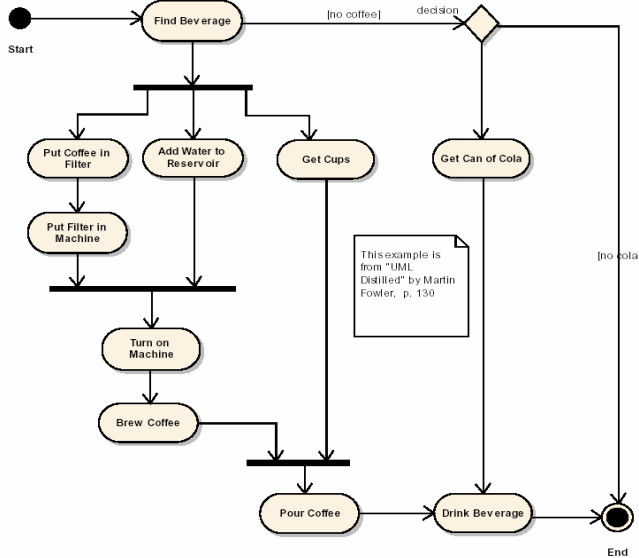 Find Beverage
[no coffee]
decision
Start
Put Coffee in
Filter
Add Water to
Reservoir
Get Cups
Get Can of Cola
Put Filter in
Machine
This example is
from "UML
Distilled" by Martin
Fowler, p. 130
[no cola
Turn on
Machine
Brew Coffee
Pour Coffee
Drink Beverage
End